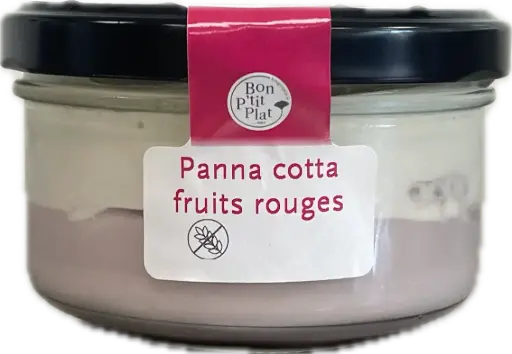 Bon
P'tit
Plat
Panna cotta
fruits rouges